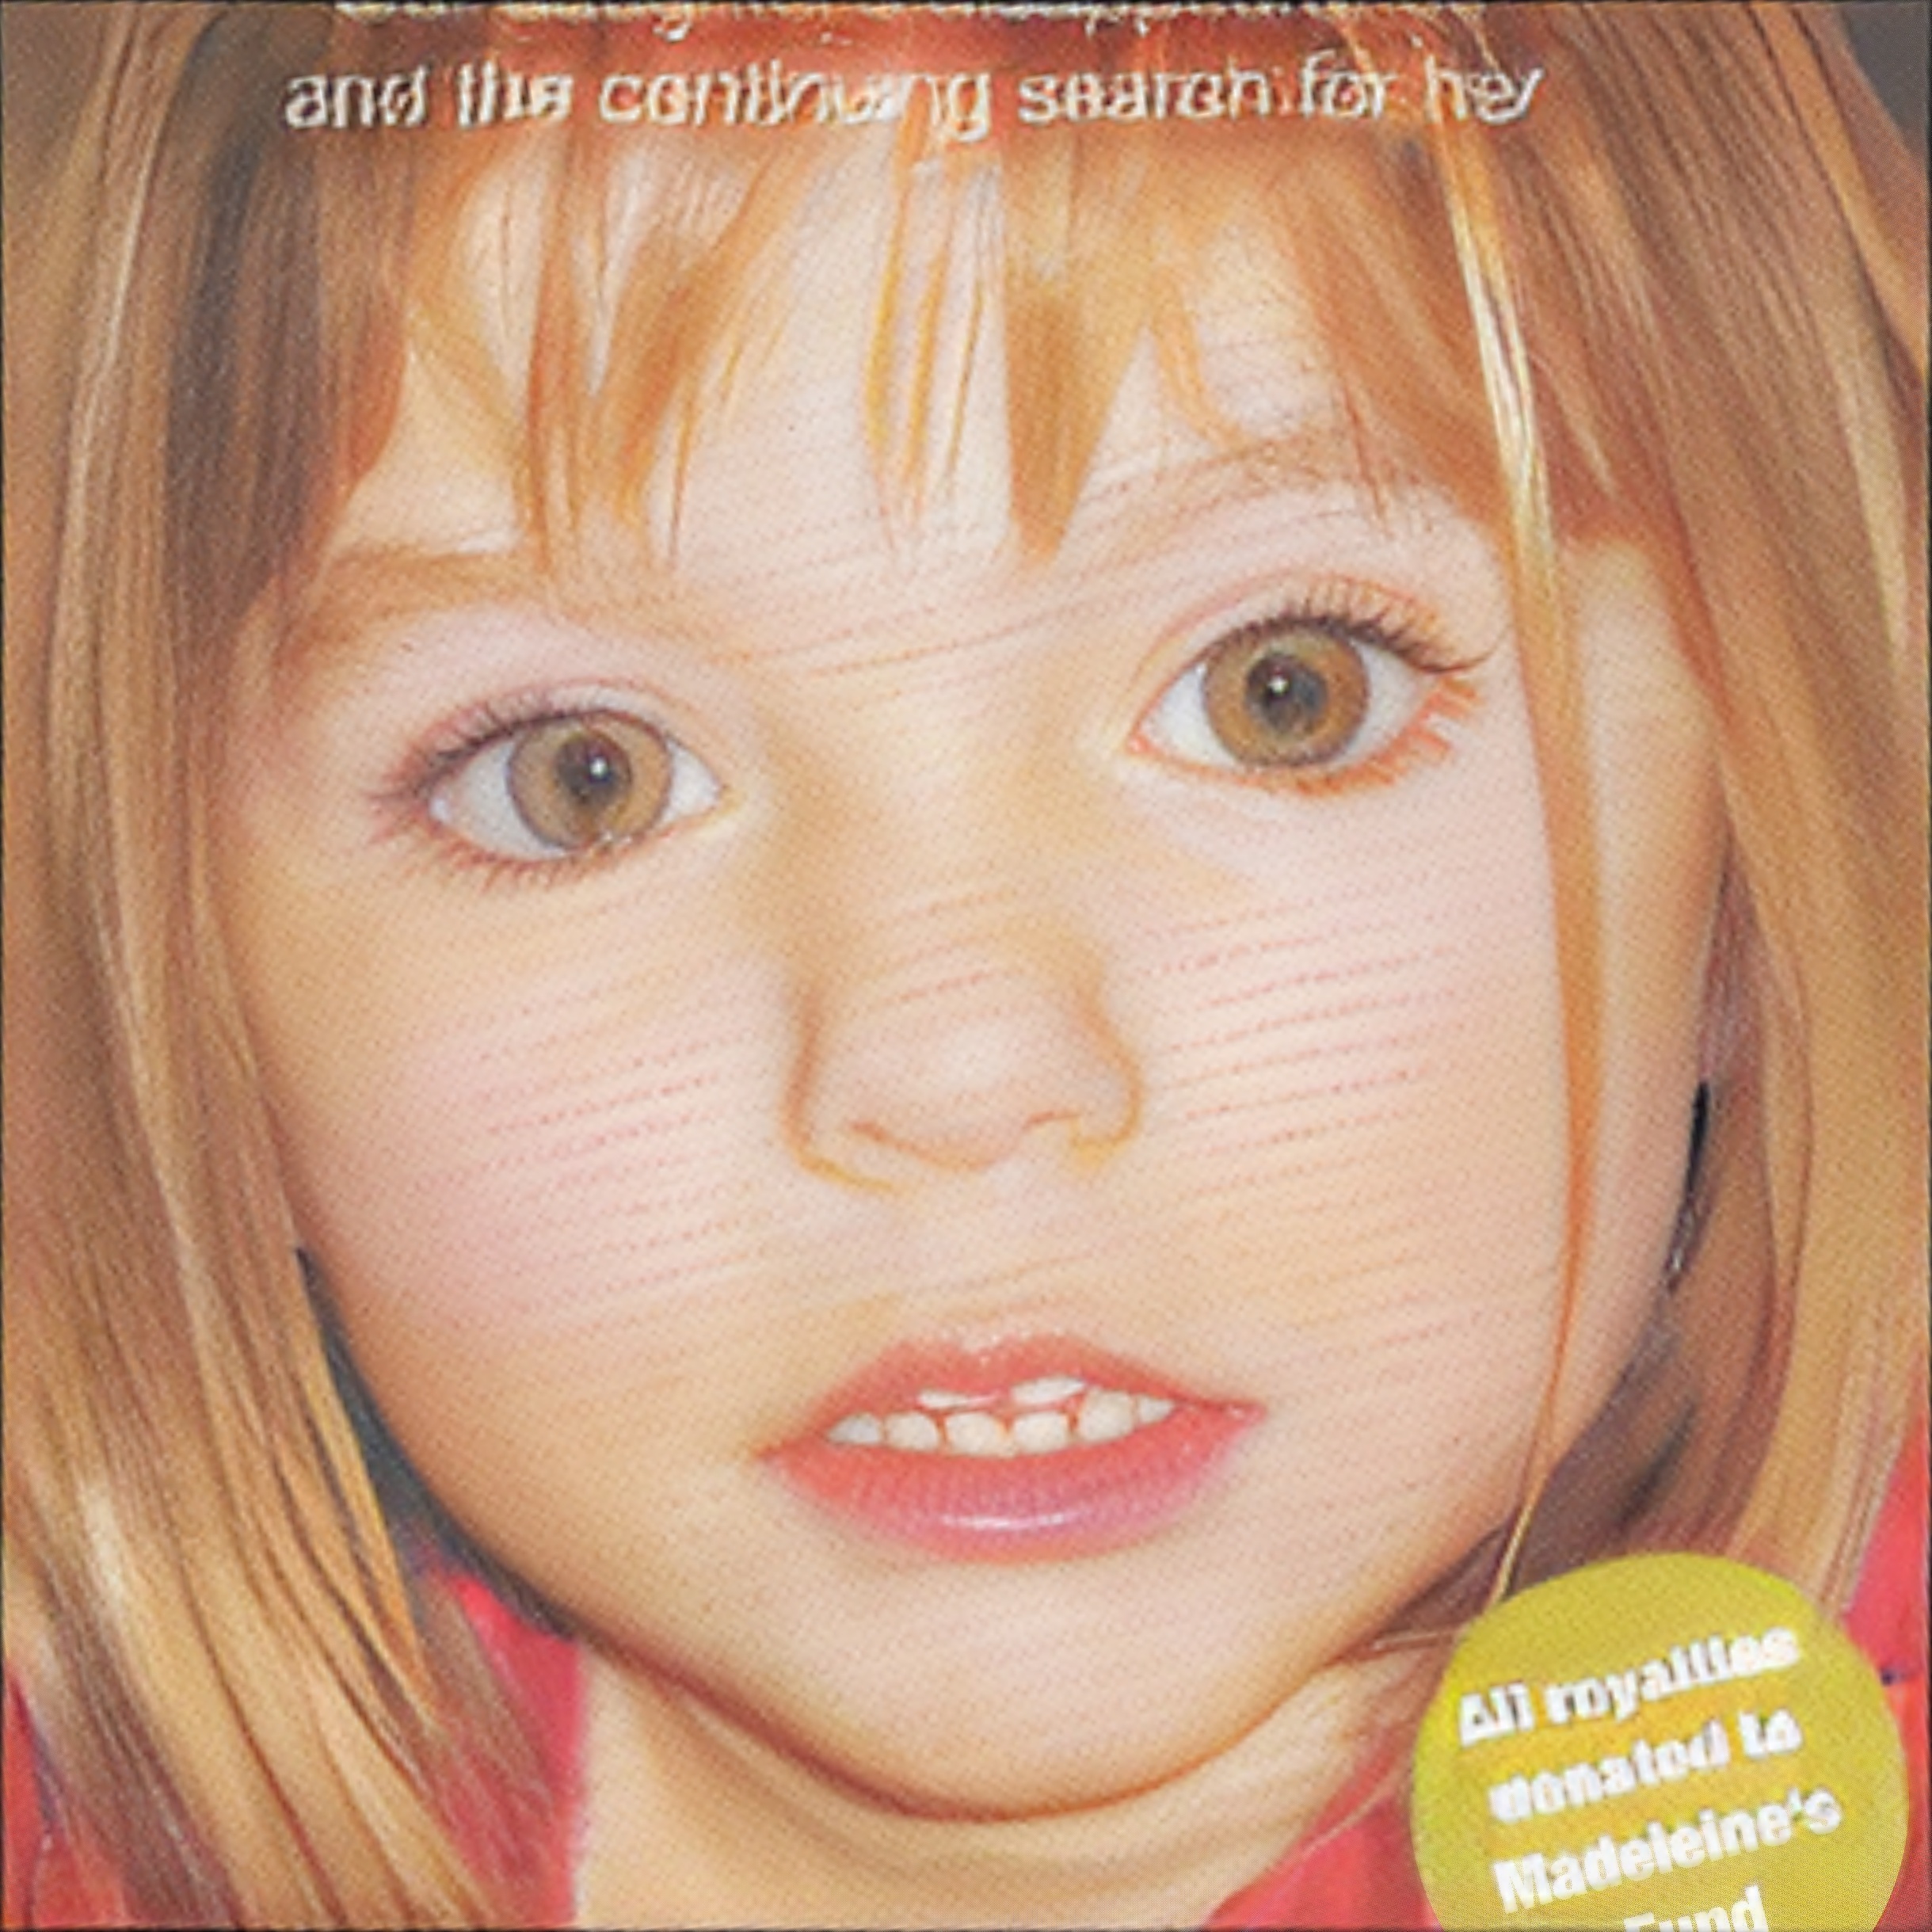 and the continuing search for her
All royalties
donated to
Madeleine's
Fund